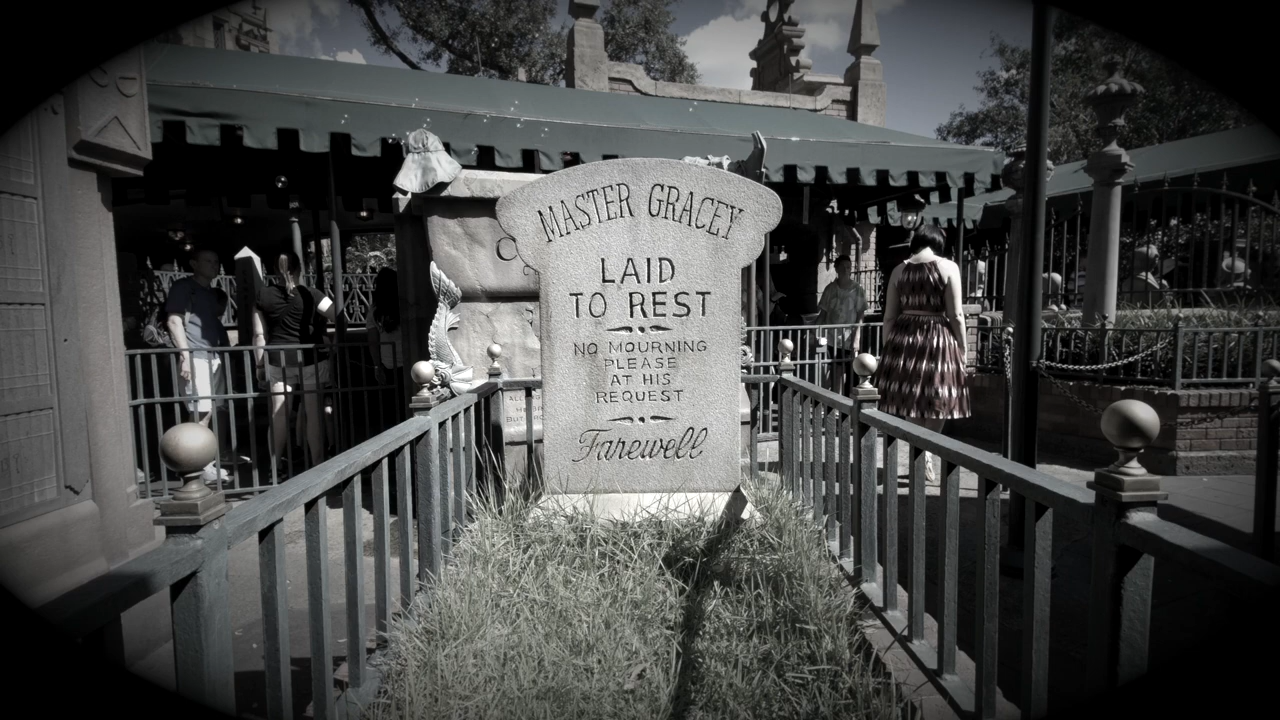 MASTER GRACEY
LAID
TO REST
NO MOURNING
PLEASE
AT HIS
REQUEST
Farewell